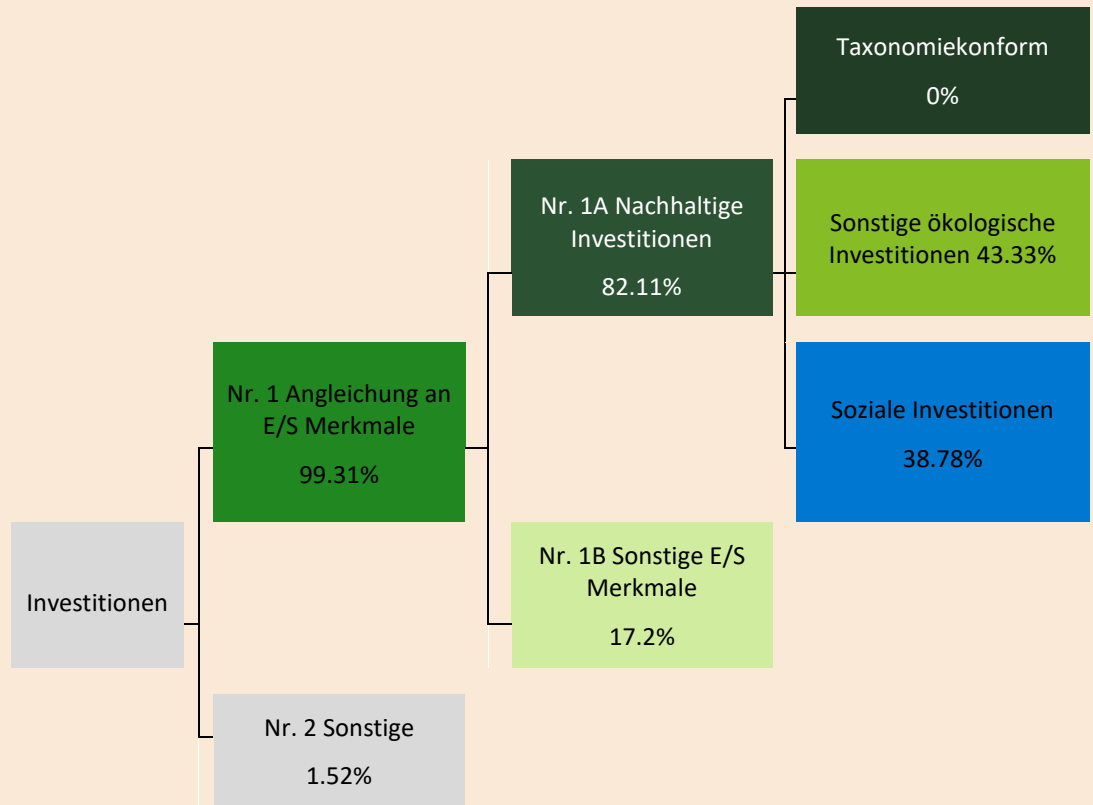 Taxonomiekonform
0%
Nr. 1A Nachhaltige
Investitionen
82.11%
Sonstige ökologische
Investitionen 43.33%
Nr. 1 Angleichung an
E/S Merkmale
99.31%
Soziale Investitionen
38.78%
Investitionen
Nr. 1B Sonstige E/S
Merkmale
17.2%
Nr. 2 Sonstige
1.52%